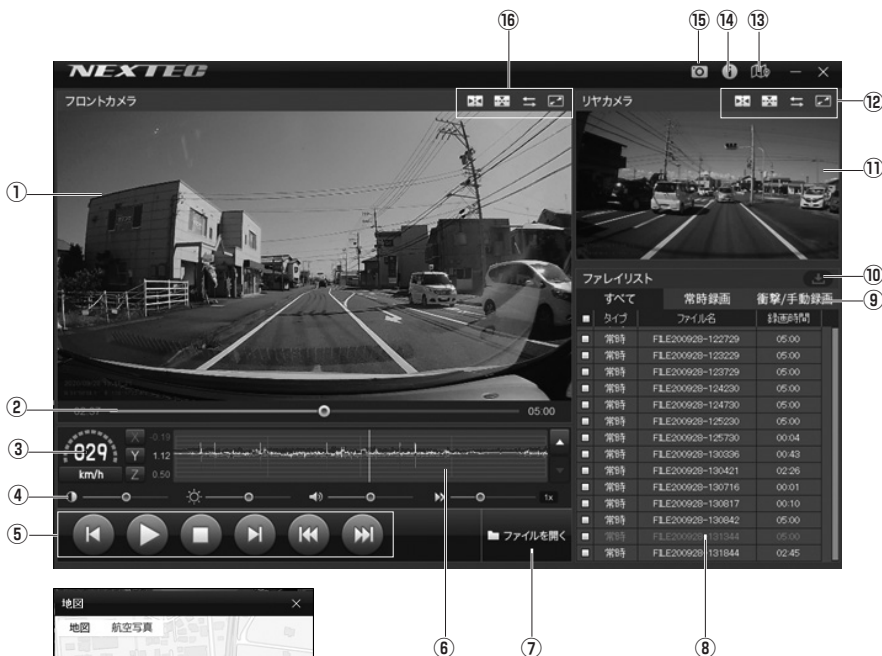 ⑯ ⑮ ⑭ ⑬
NEXTEC
フロントカメラ
リヤカメラ
⑫
①
⑪
ファレイリスト
⑩
すべて 常時録画 衝撃/手動録画
⑨
タイプ ファイル名 録画時間
常時 FILE200928-122729 05:00
常時 FILE200928-123229 05:00
常時 FILE200928-123729 05:00
常時 FILE200928-124230 05:00
常時 FILE200928-124730 05:00
常時 FILE200928-125230 05:00
常時 FILE200928-125730 00:04
常時 FILE200928-130336 00:43
常時 FILE200928-130421 02:26
常時 FILE200928-130716 00:01
常時 FILE200928-130817 00:10
常時 FILE200928-130842 05:00
常時 FILE200928-131344 05:00
常時 FILE200928-131844 02:45
②
02:37 05:00
③
029
km/h
X -0.19
Y 1.12
Z 0.50
④
1x
⑤
ファイルを開く
地図
地図 航空写真
⑥ ⑦ ⑧